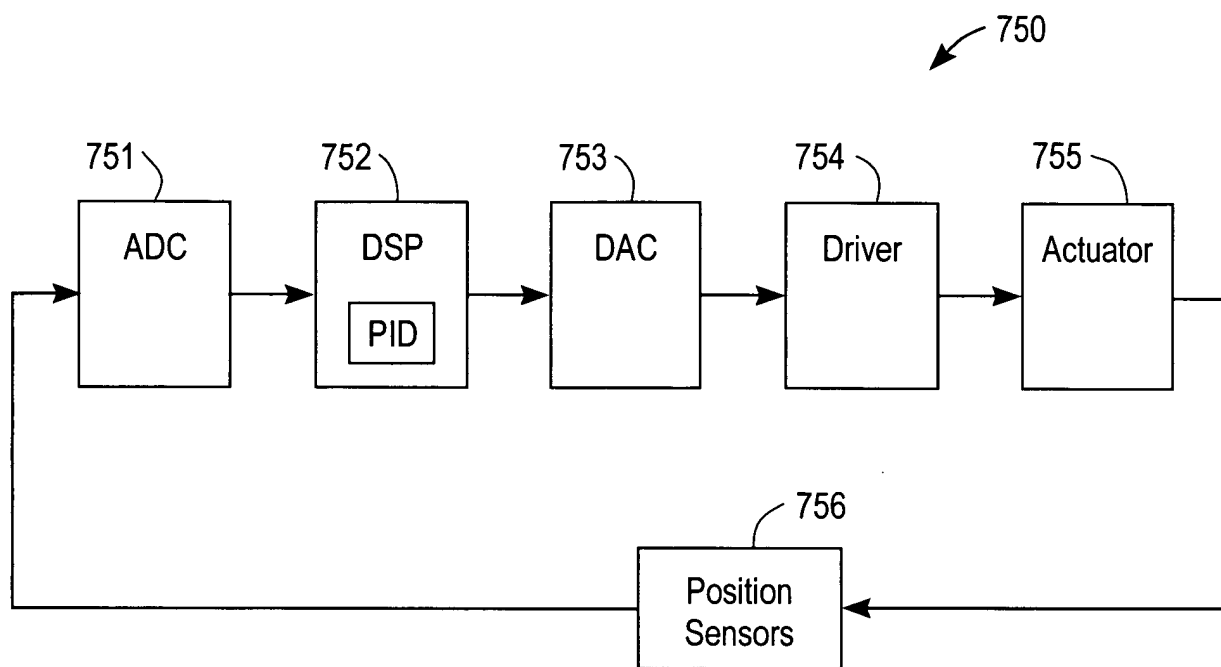 750
751
752
753
754
755
ADC
DSP
PID
DAC
Driver
Actuator
756
Position
Sensors